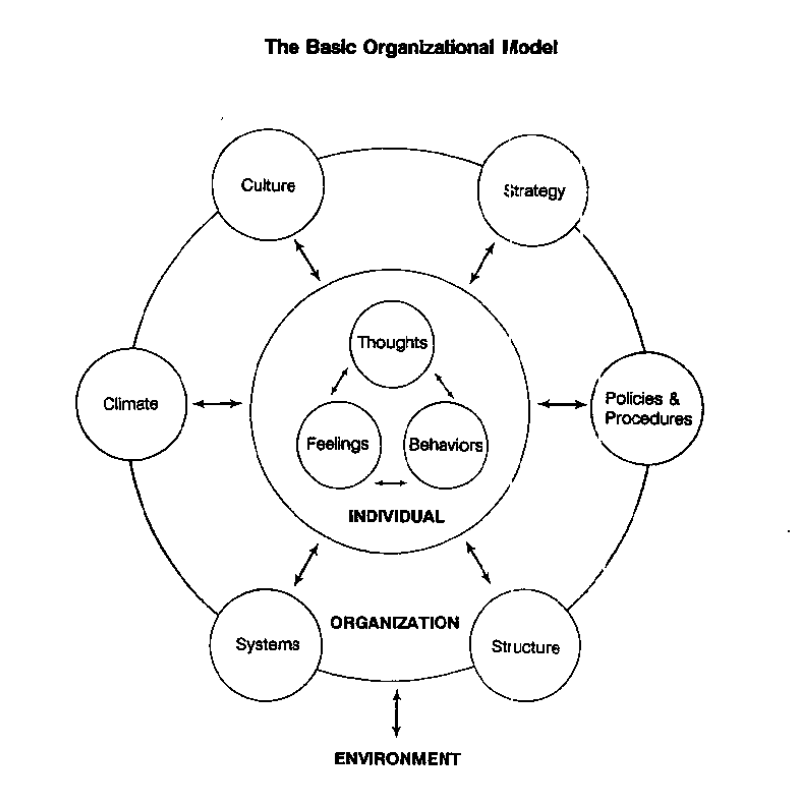 The Basic Organizational Model
Culture
Strategy
Thoughts
Climate
Policies &
Procedures
Feelings
Behaviors
INDIVIDUAL
ORGANIZATION
Systems
Structure
ENVIRONMENT